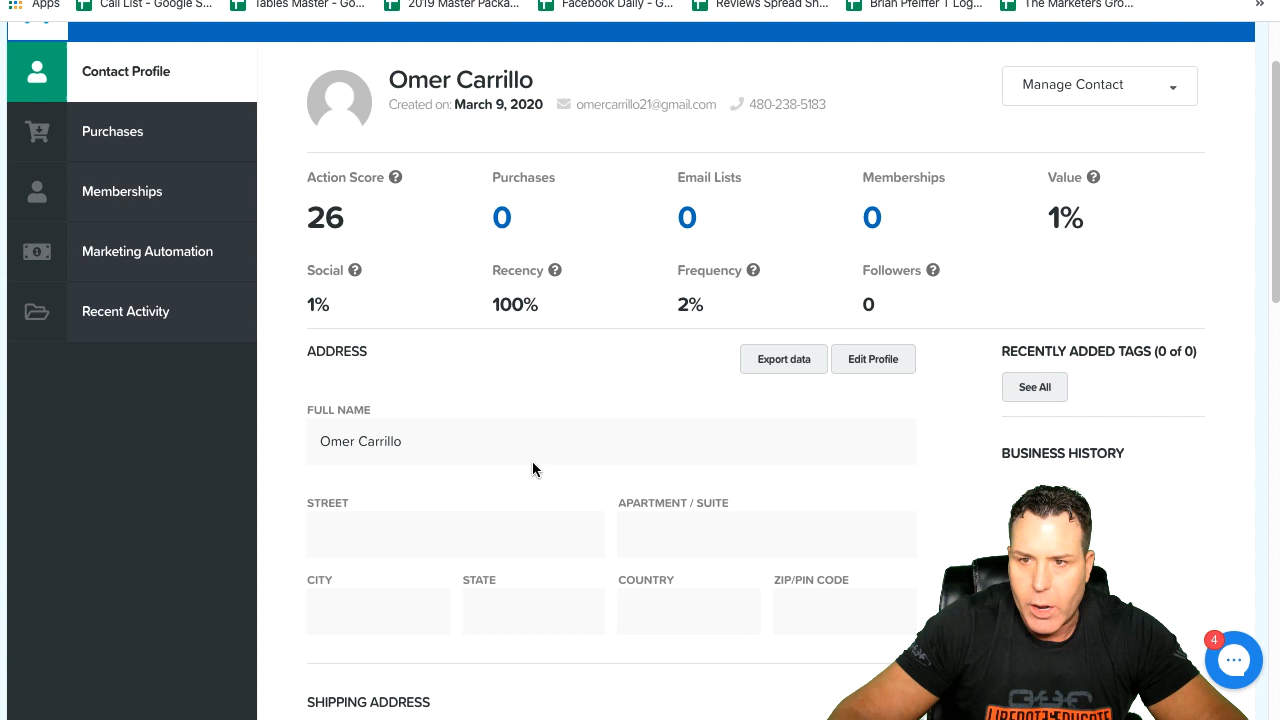 Apps Call List - Google S... Tables Master - Go... 2019 Master Packa... Facebook Daily - G... Reviews Spread Sh... Brian Pfeiffer 1 Log... The Marketers Gro... »
Contact Profile
Purchases
Memberships
Marketing Automation
Recent Activity
Omer Carrillo
Created on: March 9, 2020 omercarrillo21@gmail.com 480-238-5183
Manage Contact
Action Score ? Purchases Email Lists Memberships Value ?
26 0 0 0 1%
Social ? Recency ? Frequency ? Followers ?
1% 100% 2% 0
ADDRESS
Export data Edit Profile
RECENTLY ADDED TAGS (0 of 0)
See All
FULL NAME
Omer Carrillo
BUSINESS HISTORY
STREET APARTMENT / SUITE
CITY STATE COUNTRY ZIP/PIN CODE
4
SHIPPING ADDRESS